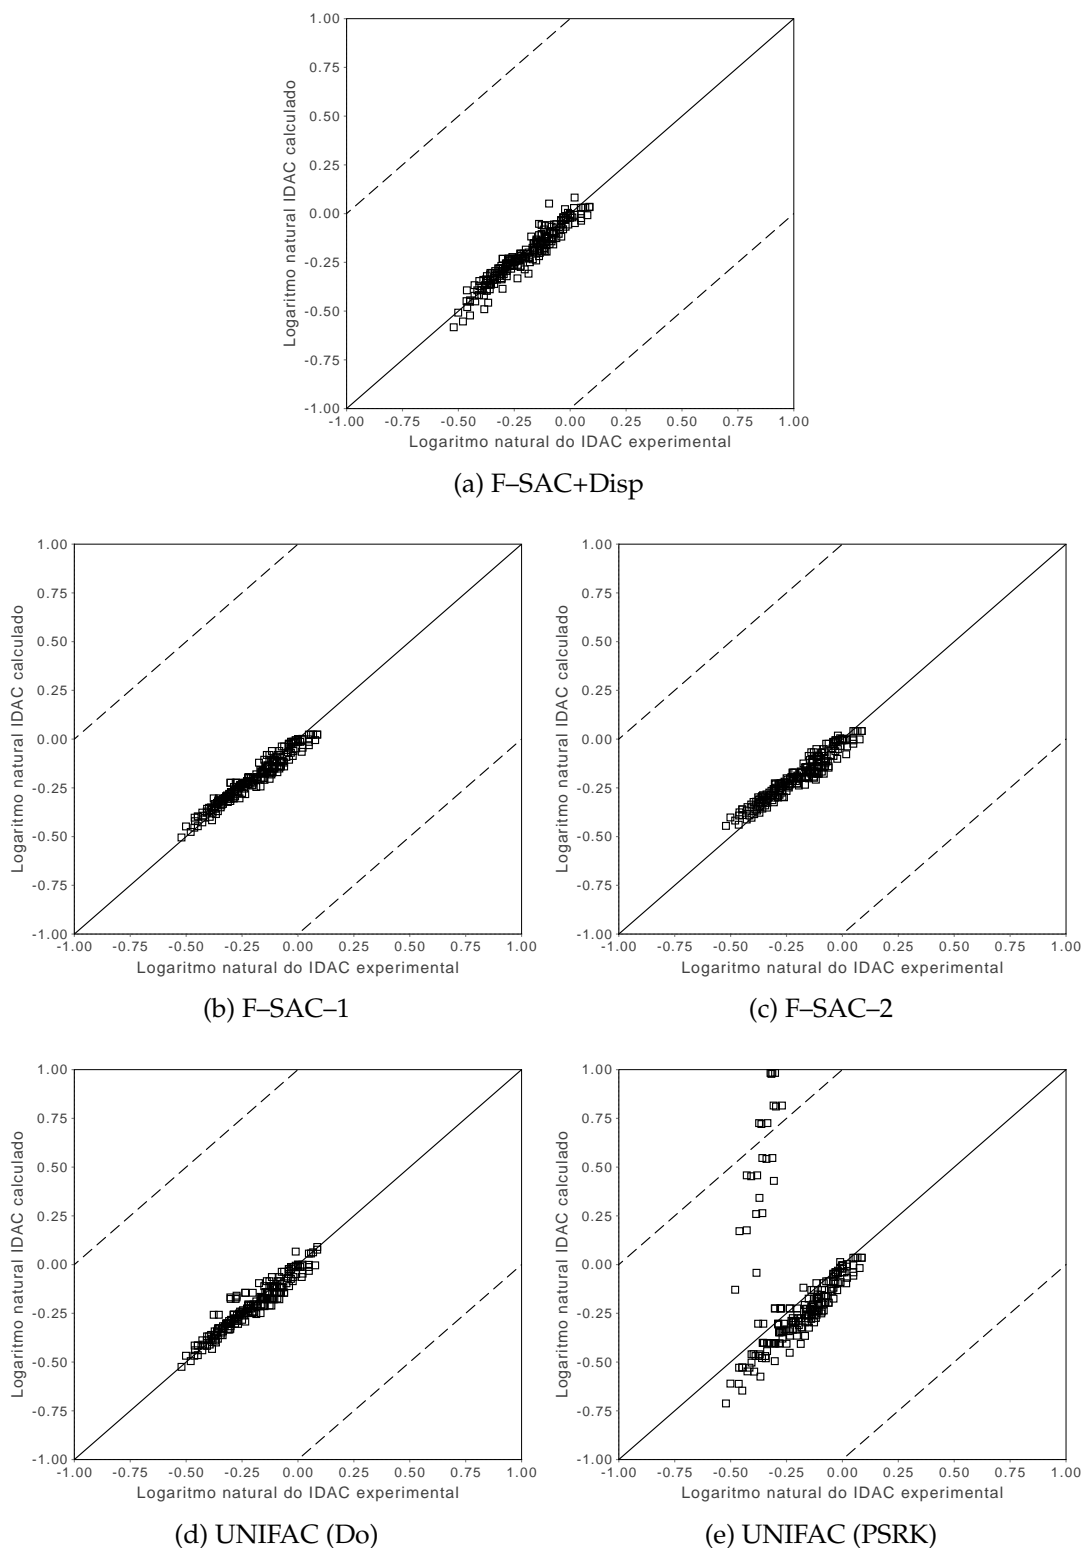 1.00
0.75
0.50
0.25
0.00
-0.25
-0.50
-0.75
-1.00
Logaritmo natural IDAC calculado
-1.00 -0.75 -0.50 -0.25 0.00 0.25 0.50 0.75 1.00
Logaritmo natural do IDAC experimental
(a) F–SAC+Disp
1.00
0.75
0.50
0.25
0.00
-0.25
-0.50
-0.75
-1.00
Logaritmo natural IDAC calculado
-1.00 -0.75 -0.50 -0.25 0.00 0.25 0.50 0.75 1.00
Logaritmo natural do IDAC experimental
(b) F–SAC–1
1.00
0.75
0.50
0.25
0.00
-0.25
-0.50
-0.75
-1.00
Logaritmo natural IDAC calculado
-1.00 -0.75 -0.50 -0.25 0.00 0.25 0.50 0.75 1.00
Logaritmo natural do IDAC experimental
(c) F–SAC–2
1.00
0.75
0.50
0.25
0.00
-0.25
-0.50
-0.75
-1.00
Logaritmo natural IDAC calculado
-1.00 -0.75 -0.50 -0.25 0.00 0.25 0.50 0.75 1.00
Logaritmo natural do IDAC experimental
(d) UNIFAC (Do)
1.00
0.75
0.50
0.25
0.00
-0.25
-0.50
-0.75
-1.00
Logaritmo natural IDAC calculado
-1.00 -0.75 -0.50 -0.25 0.00 0.25 0.50 0.75 1.00
Logaritmo natural do IDAC experimental
(e) UNIFAC (PSRK)